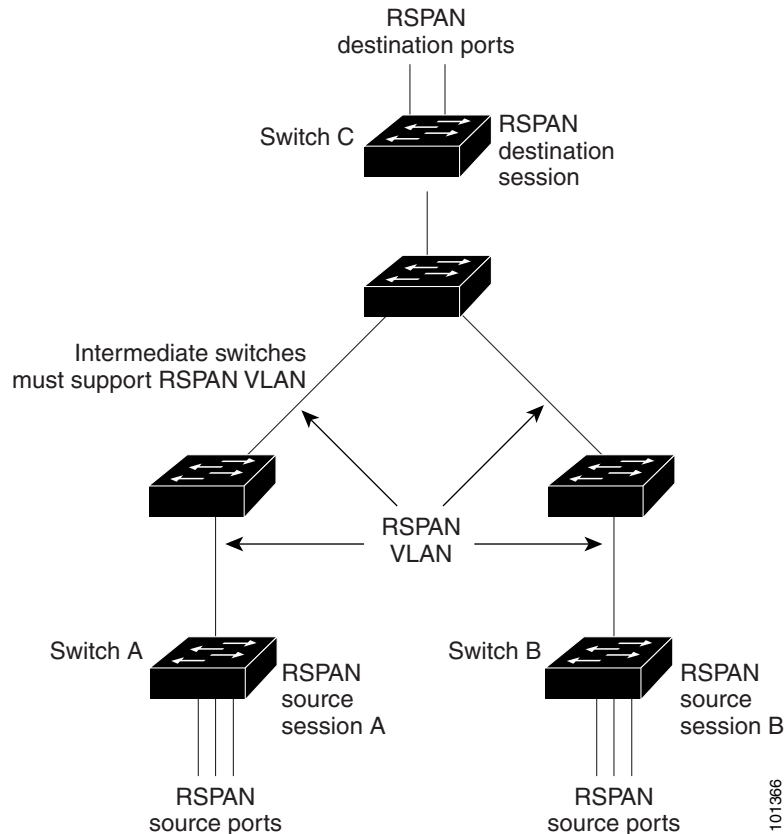 RSPAN
destination ports
Switch C
RSPAN
destination
session
Intermediate switches
must support RSPAN VLAN
RSPAN
VLAN
Switch A
RSPAN
source
session A
Switch B
RSPAN
source
session B
RSPAN
source ports
RSPAN
source ports
101366